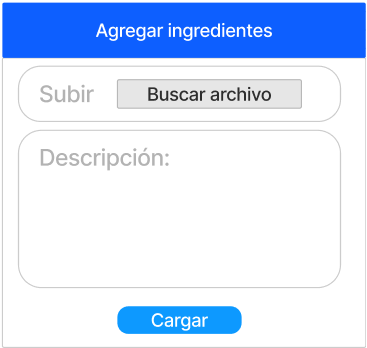 Agregar ingredientes
Subir Buscar archivo
Descripción:
Cargar